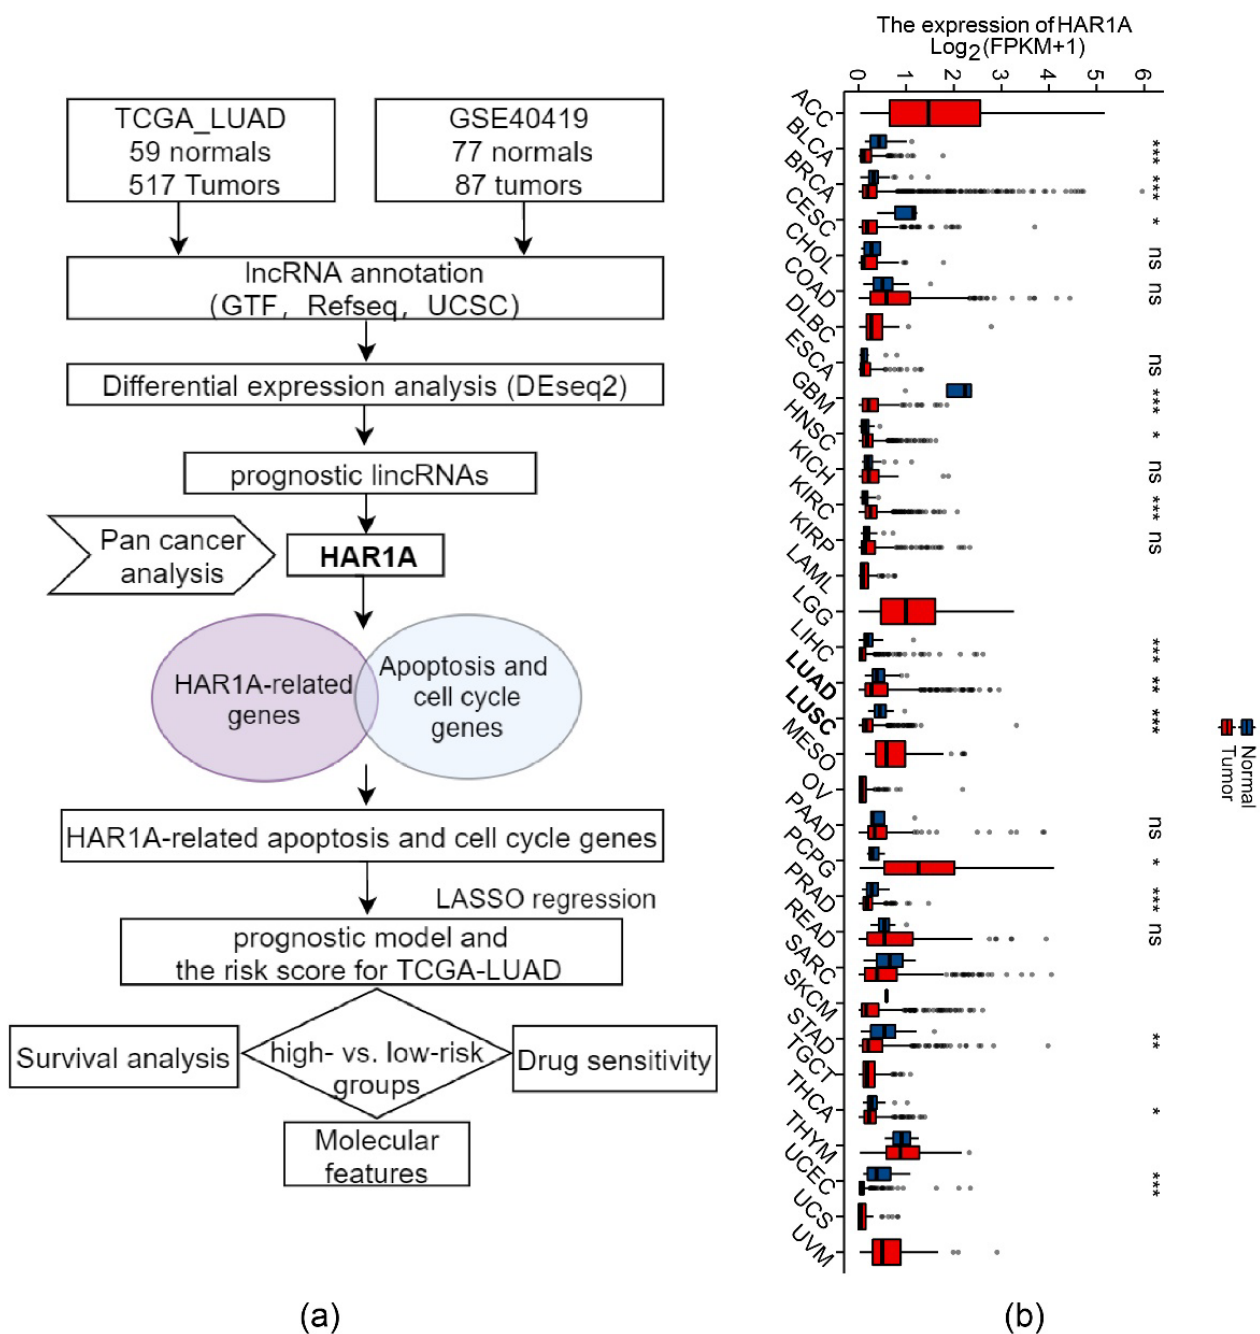 TCGA_LUAD
59 normals
517 Tumors
GSE40419
77 normals
87 tumors
lncRNA annotation
(GTF, Refseq, UCSC)
Differential expression analysis (DEseq2)
prognostic lincRNAs
Pan cancer
analysis
HAR1A
HAR1A-related
genes
Apoptosis and
cell cycle
genes
HAR1A-related apoptosis and cell cycle genes
LASSO regression
prognostic model and
the risk score for TCGA-LUAD
Survival analysis
high- vs. low-risk
groups
Drug sensitivity
Molecular
features
(a)
The expression of HAR1A
Log2(FPKM+1)
0
1
2
3
4
5
6
ACC
BLCA
***
BRCA
***
CESC
*
CHOL
ns
COAD
ns
DLBC
ESCA
ns
GBM
***
HNSC
*
KICH
ns
KIRC
***
KIRP
ns
LAML
LGG
LIHC
***
LUAD
**
LUSC
***
MESO
OV
PAAD
ns
PCPG
*
PRAD
***
READ
ns
SARC
SKCM
STAD
**
TGCT
THCA
*
THYM
UCEC
***
UCS
UVM
Normal
Tumor
(b)